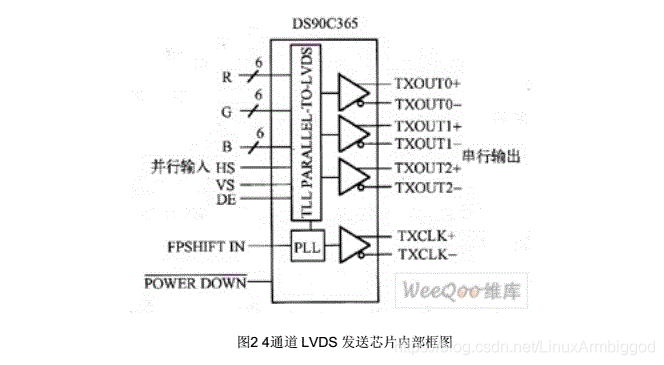 DS90C365
R 6
G 6
B 6
并行输入 HS
VS
DE
TLL PARALLEL-TO-LVDS
TXOUT0+
TXOUT0−
TXOUT1+
TXOUT1−
串行输出
TXOUT2+
TXOUT2−
FPSHIFT IN
PLL
TXCLK+
TXCLK−
POWER DOWN
WeeQoo维库
图2 4通道 LVDS 发送芯片内部框图
https://blog.csdn.net/LinuxArmbiggod